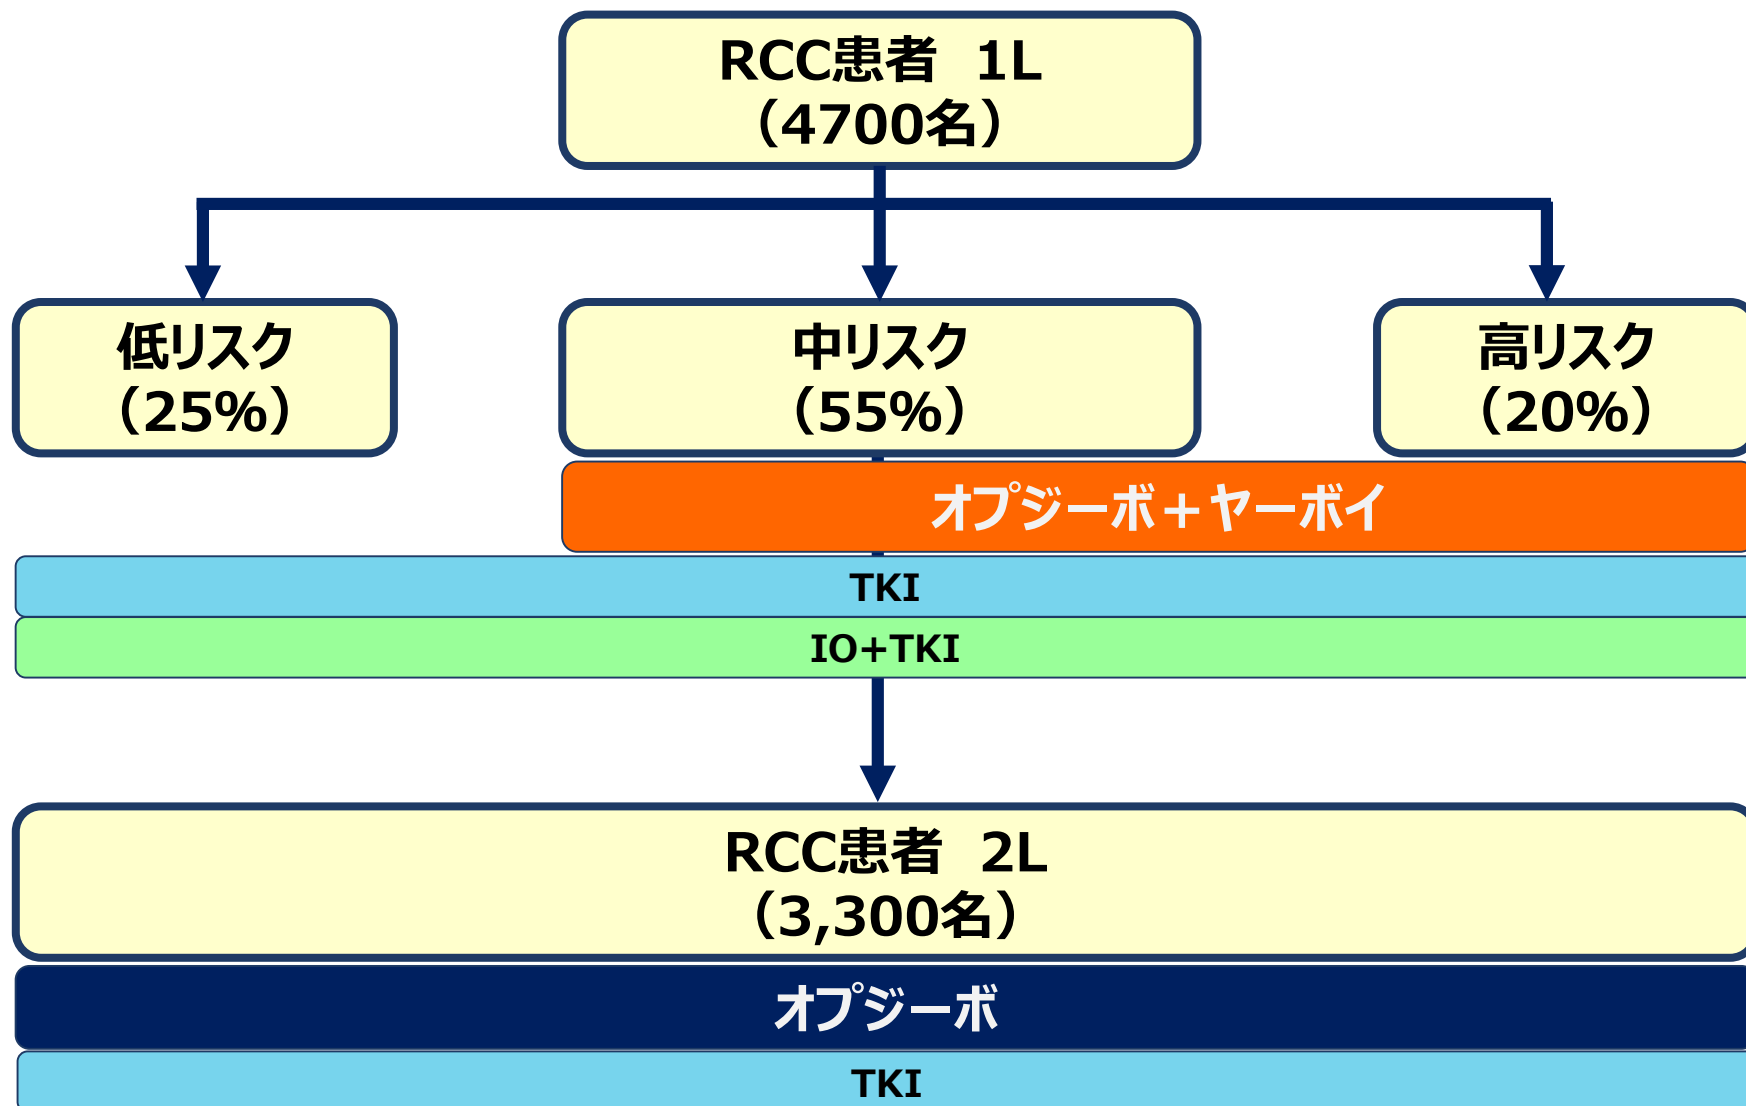 RCC患者　1L
（4700名）
低リスク
（25%）
中リスク
（55%）
高リスク
（20%）
オプジーボ＋ヤーボイ
TKI
IO+TKI
RCC患者　2L
（3,300名）
オプジーボ
TKI